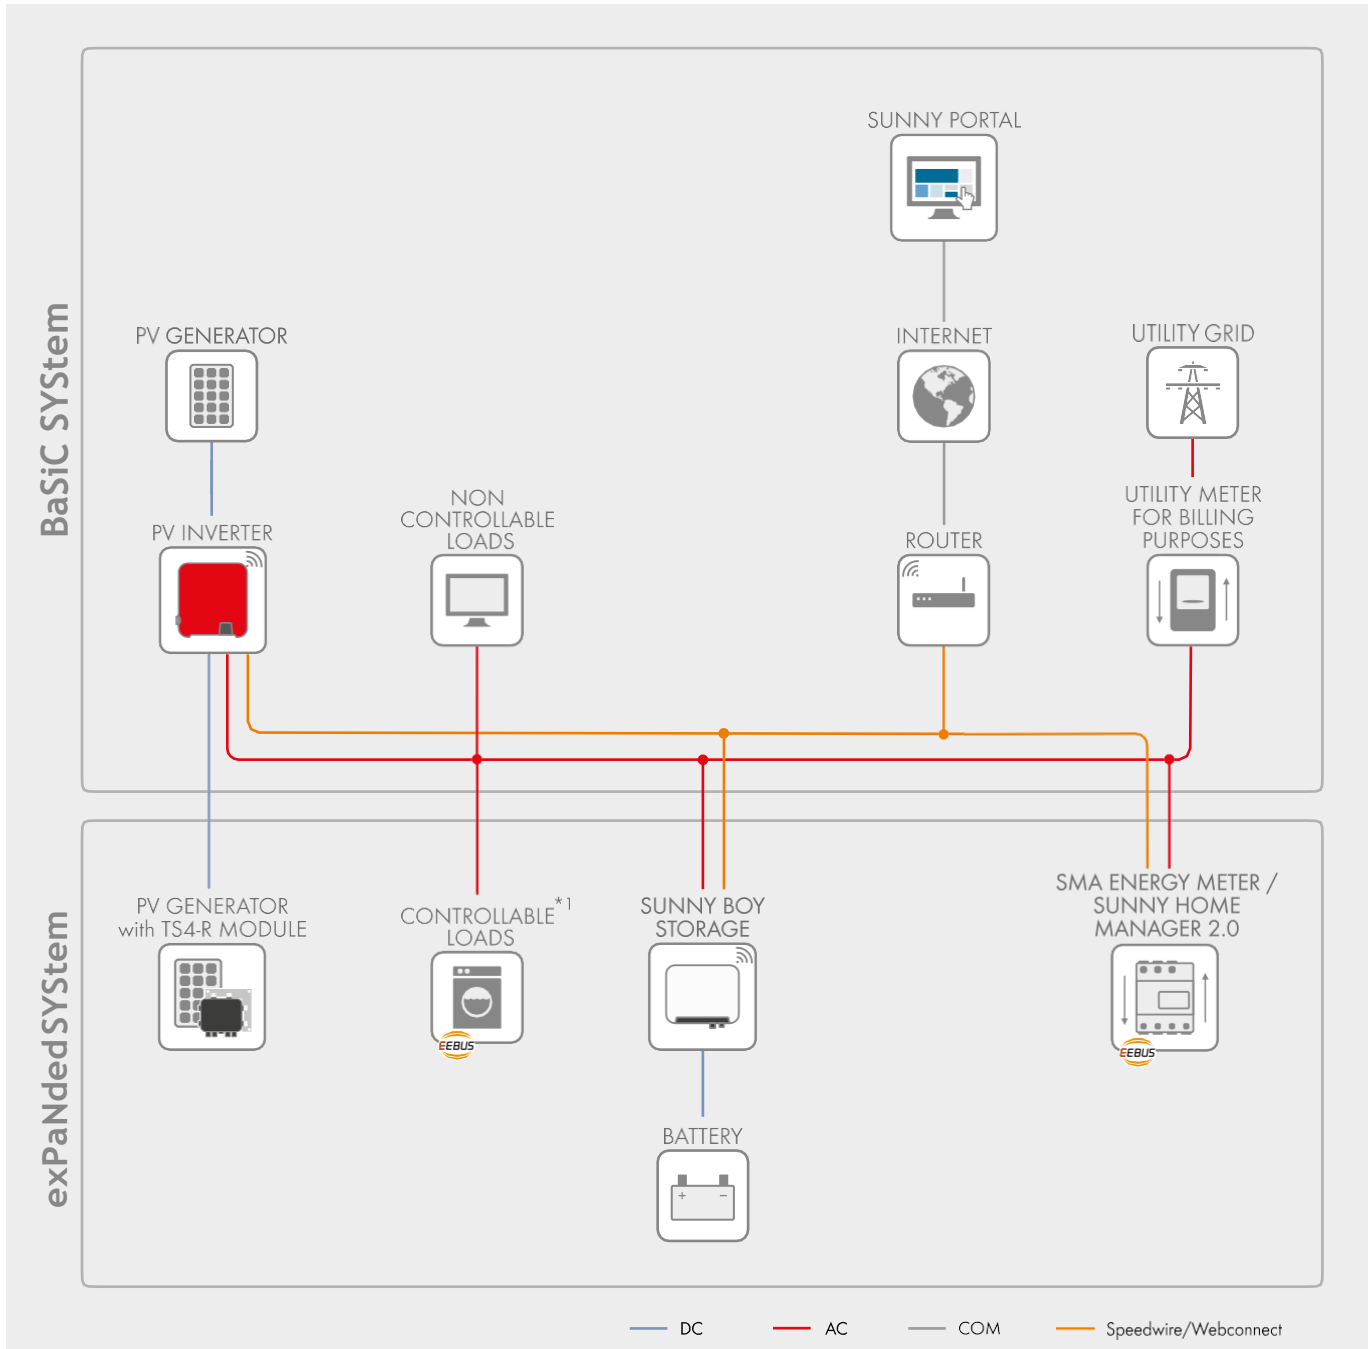 BaSiC SYStem
SUNNY PORTAL
PV GENERATOR
INTERNET
UTILITY GRID
PV INVERTER
NON
CONTROLLABLE
LOADS
ROUTER
UTILITY METER
FOR BILLING
PURPOSES
exPaNded SYStem
PV GENERATOR
with TS4-R MODULE
CONTROLLABLE*1
LOADS
EEBUS
SUNNY BOY
STORAGE
SMA ENERGY METER /
SUNNY HOME
MANAGER 2.0
EEBUS
BATTERY
+ −
DC
AC
COM
Speedwire/Webconnect